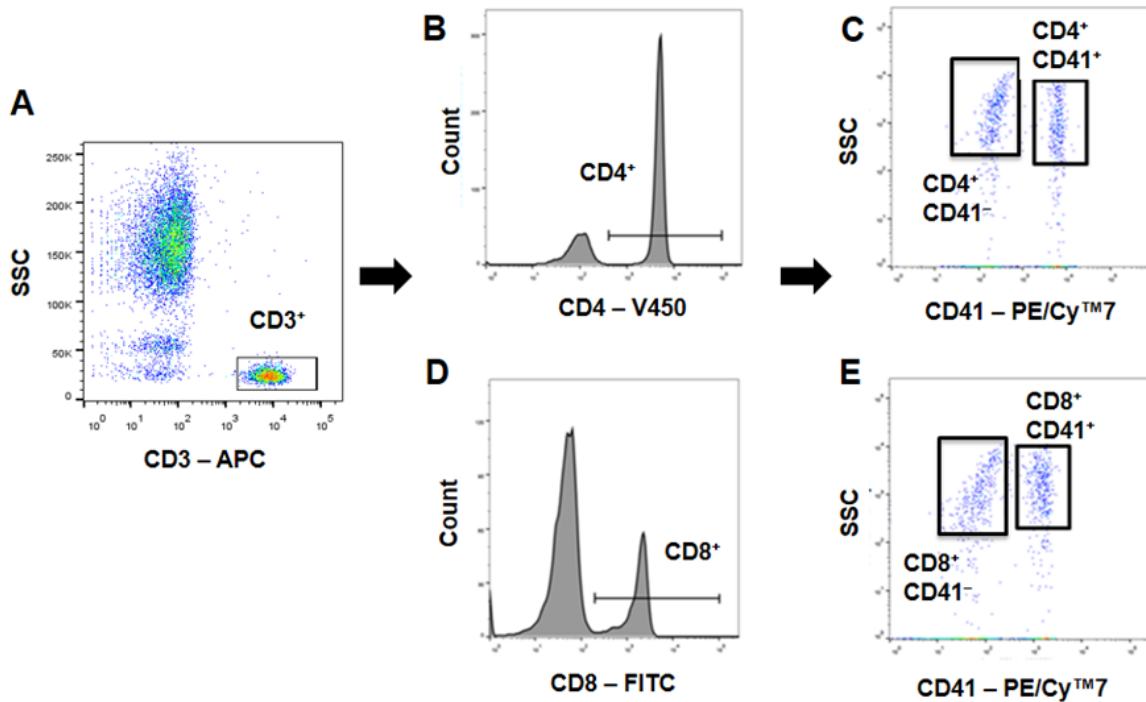 A
SSC
250K
200K
150K
100K
50K
0
CD3⁺
10⁰ 10¹ 10² 10³ 10⁴ 10⁵
CD3 – APC
B
Count
CD4⁺
CD4 – V450
C
SSC
CD4⁺
CD41⁺
CD4⁺
CD41⁻
CD41 – PE/Cy™7
D
Count
CD8⁺
CD8 – FITC
E
SSC
CD8⁺
CD41⁺
CD8⁺
CD41⁻
CD41 – PE/Cy™7